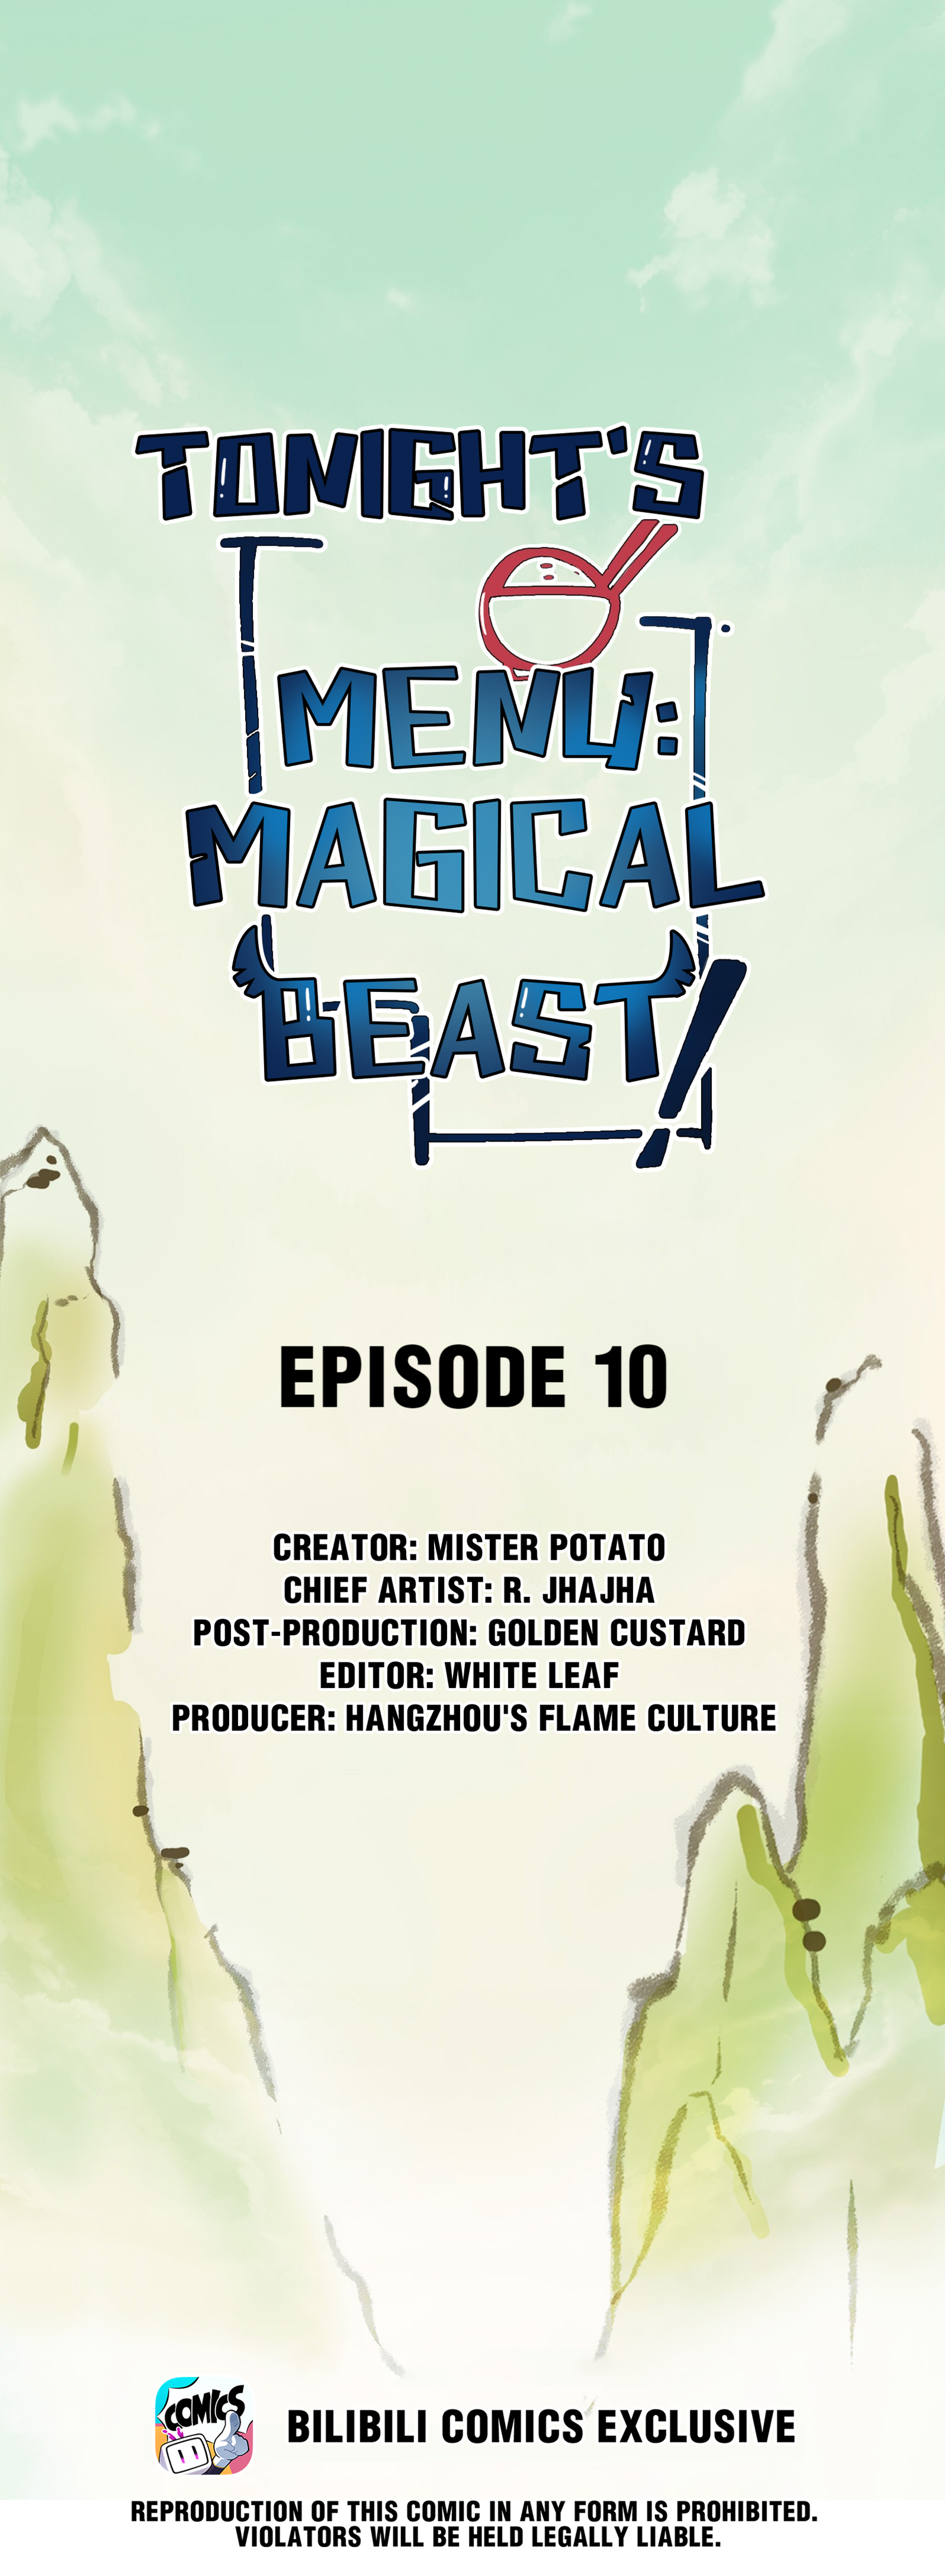 TONIGHT'S
MENU:
MAGICAL
BEAST!
EPISODE 10
CREATOR: MISTER POTATO
CHIEF ARTIST: R. JHAJHA
POST-PRODUCTION: GOLDEN CUSTARD
EDITOR: WHITE LEAF
PRODUCER: HANGZHOU'S FLAME CULTURE
COMICS
BILIBILI COMICS EXCLUSIVE
REPRODUCTION OF THIS COMIC IN ANY FORM IS PROHIBITED.
VIOLATORS WILL BE HELD LEGALLY LIABLE.